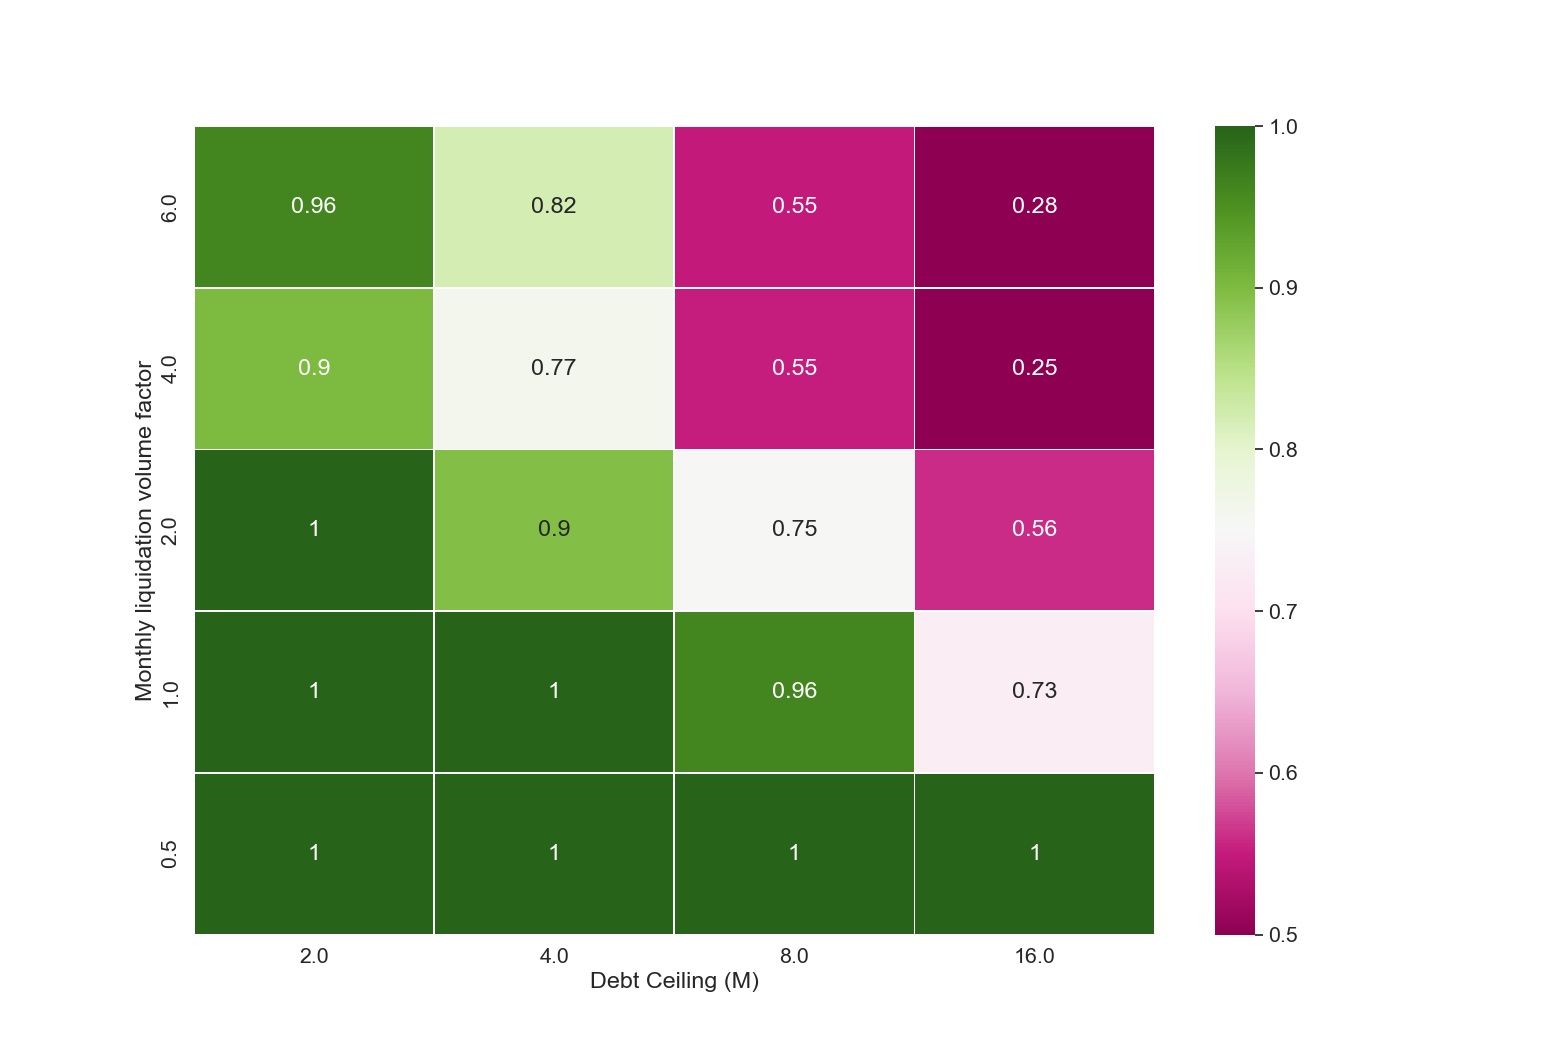 Monthly liquidation volume factor
6.0 0.96 0.82 0.55 0.28
4.0 0.9 0.77 0.55 0.25
2.0 1 0.9 0.75 0.56
1.0 1 1 0.96 0.73
0.5 1 1 1 1
2.0 4.0 8.0 16.0
Debt Ceiling (M)
1.0
0.9
0.8
0.7
0.6
0.5